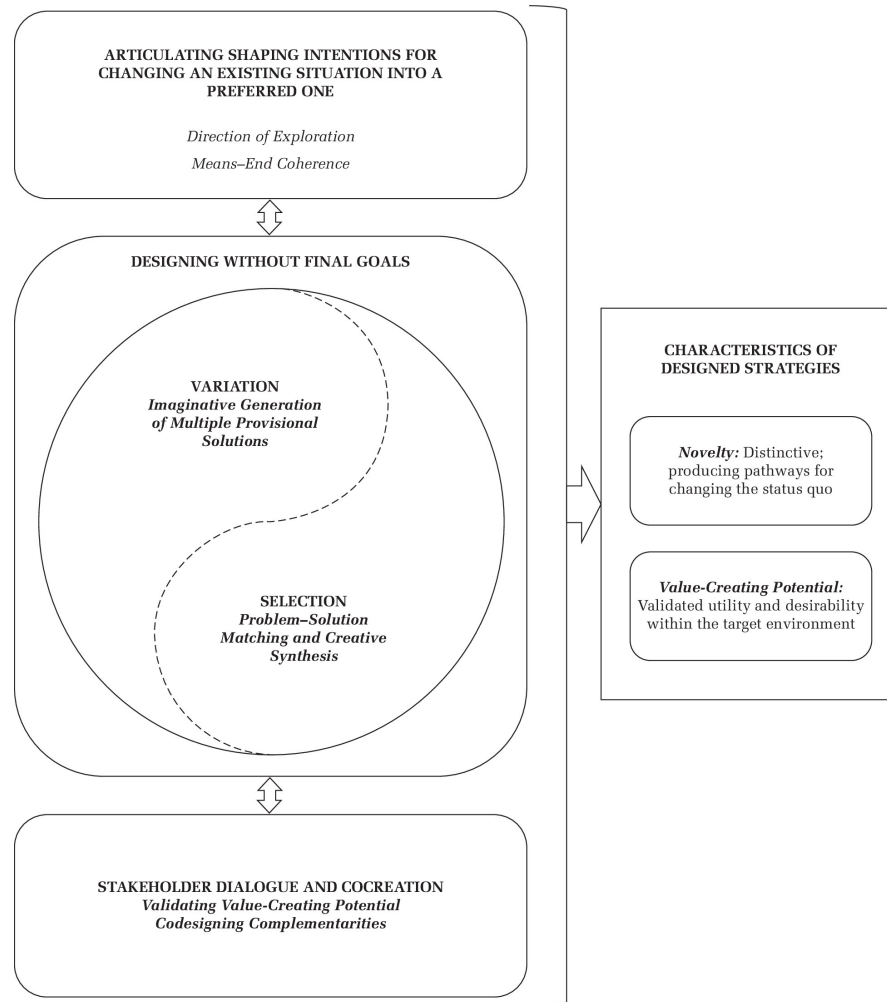 ARTICULATING SHAPING INTENTIONS FOR
CHANGING AN EXISTING SITUATION INTO A
PREFERRED ONE
Direction of Exploration
Means–End Coherence
DESIGNING WITHOUT FINAL GOALS
VARIATION
Imaginative Generation
of Multiple Provisional
Solutions
SELECTION
Problem–Solution
Matching and Creative
Synthesis
STAKEHOLDER DIALOGUE AND COCREATION
Validating Value-Creating Potential
Codesigning Complementarities
CHARACTERISTICS OF
DESIGNED STRATEGIES
Novelty: Distinctive;
producing pathways for
changing the status quo
Value-Creating Potential:
Validated utility and desirability
within the target environment